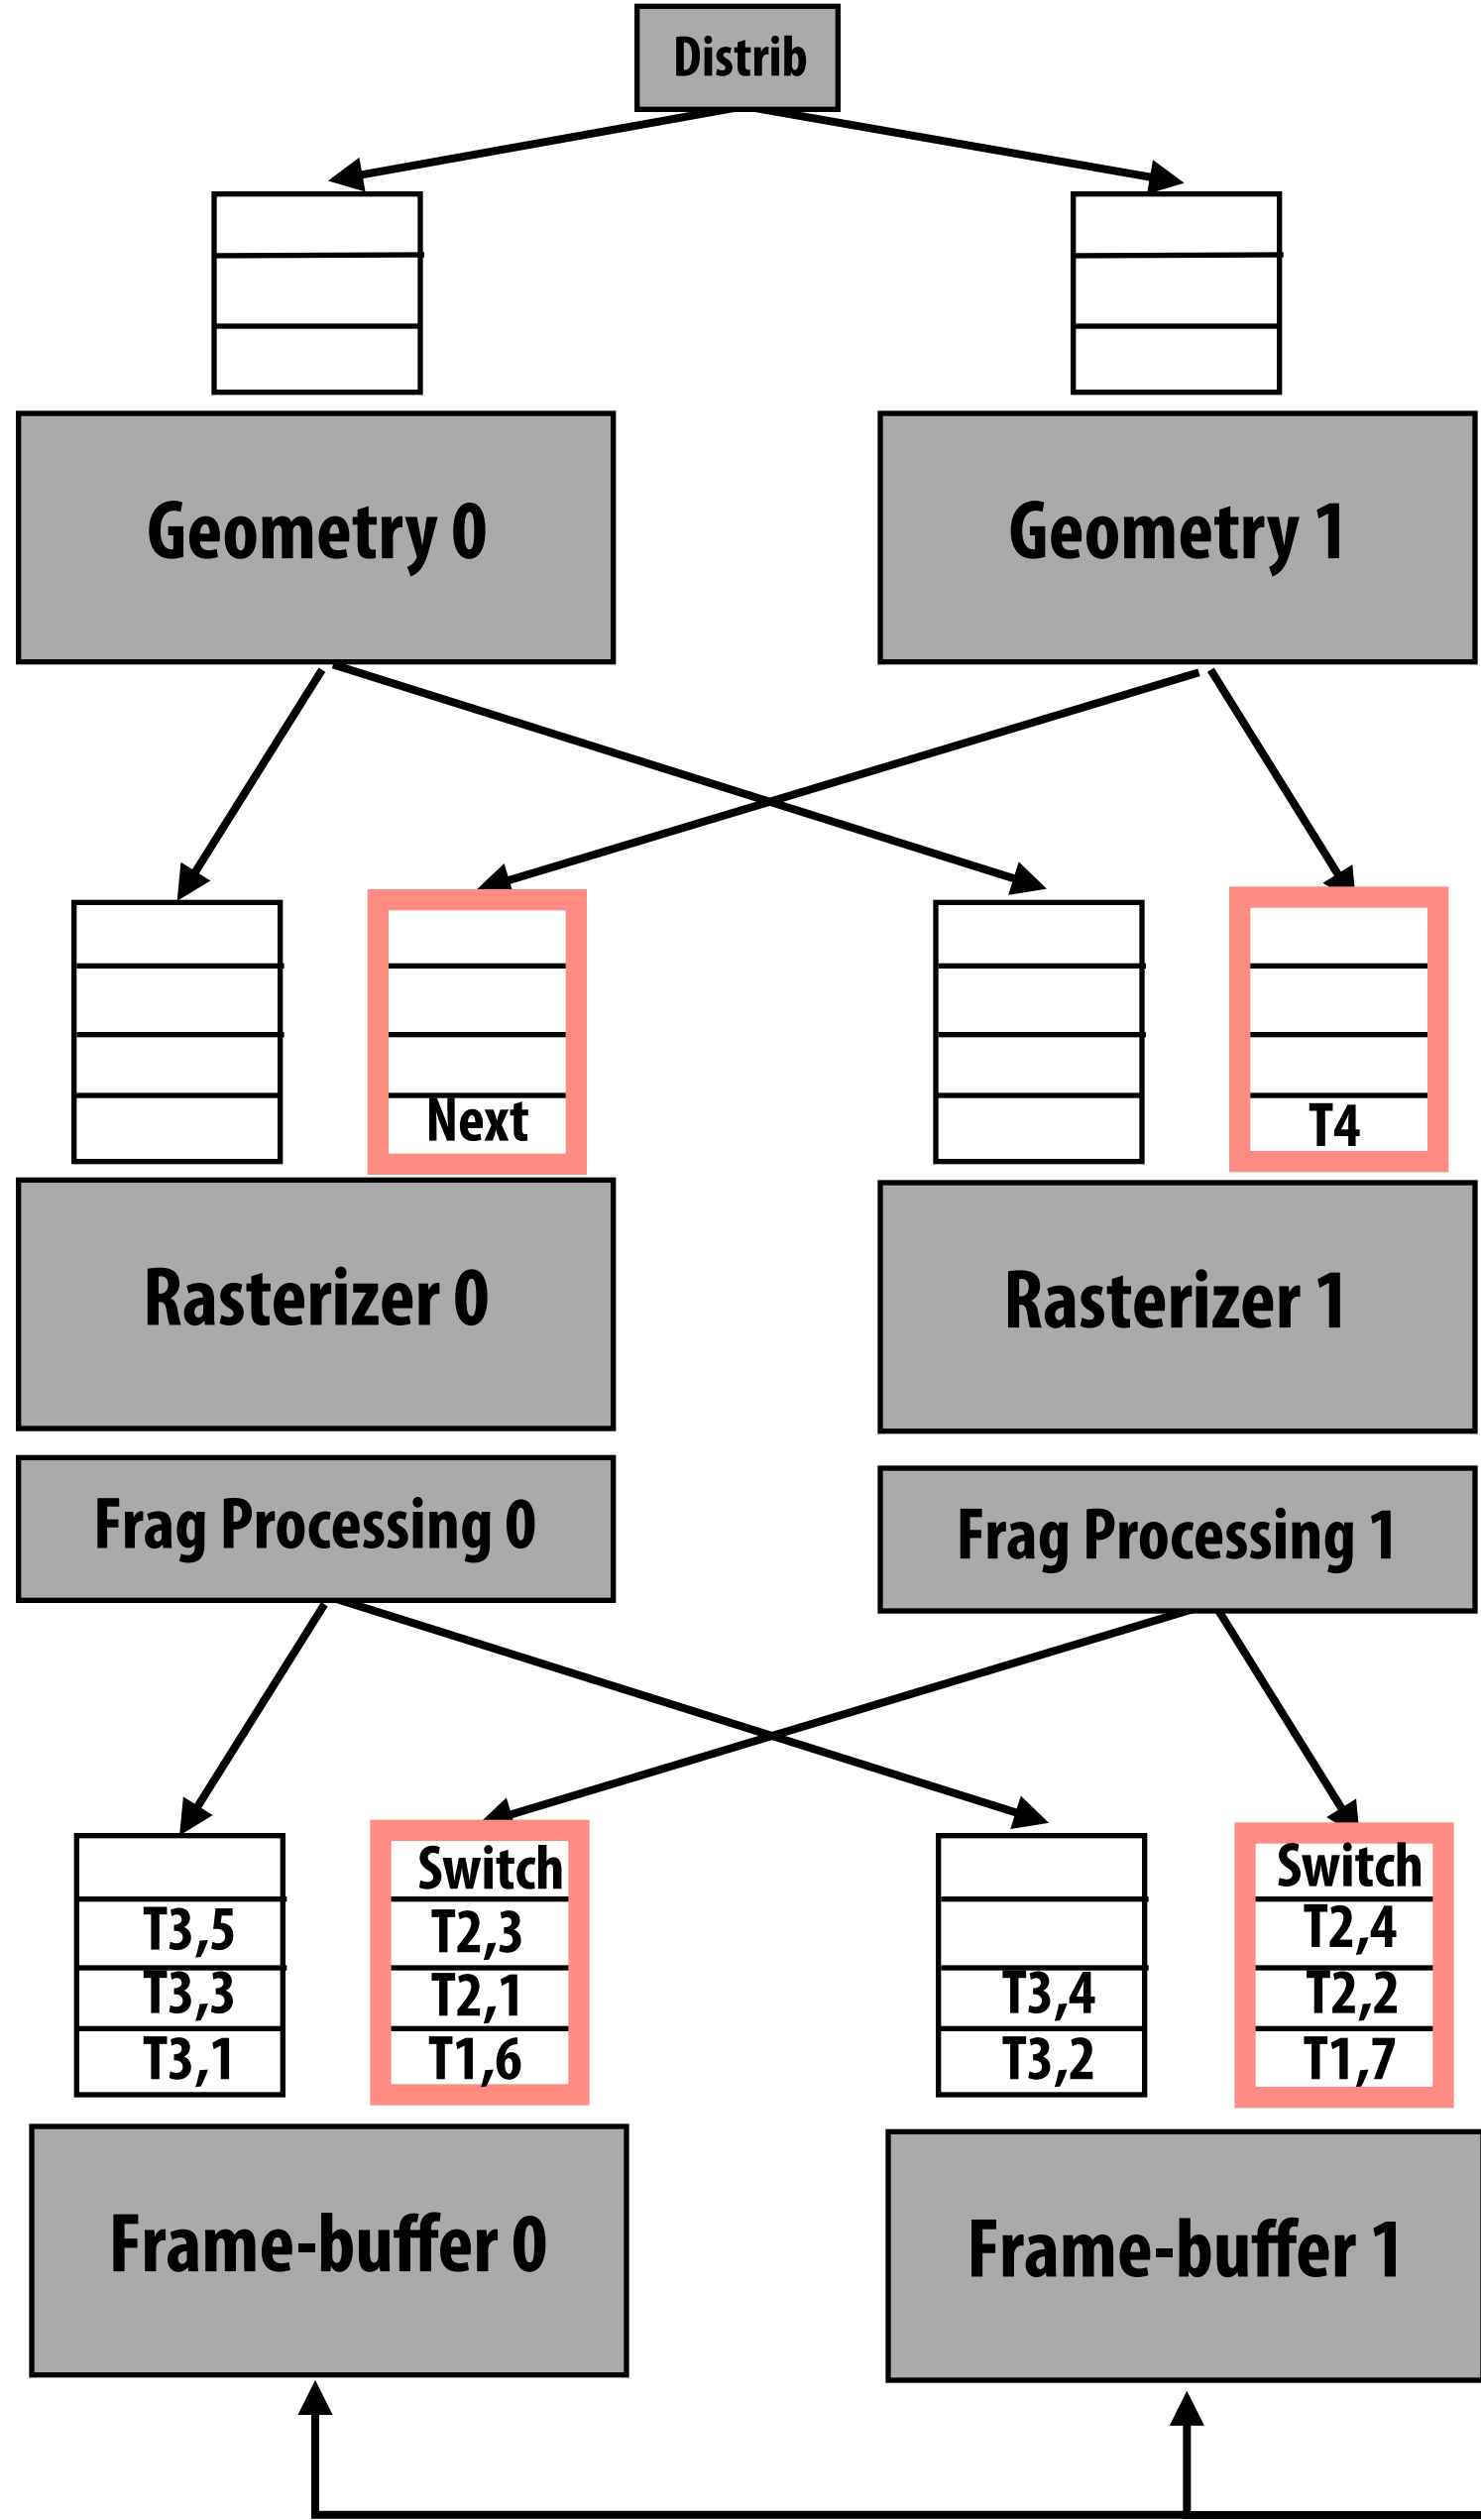 Distrib
Geometry 0
Geometry 1
Next
T4
Rasterizer 0
Rasterizer 1
Frag Processing 0
Frag Processing 1
T3,5
T3,3
T3,1
Switch
T2,3
T2,1
T1,6
T3,4
T3,2
Switch
T2,4
T2,2
T1,7
Frame-buffer 0
Frame-buffer 1